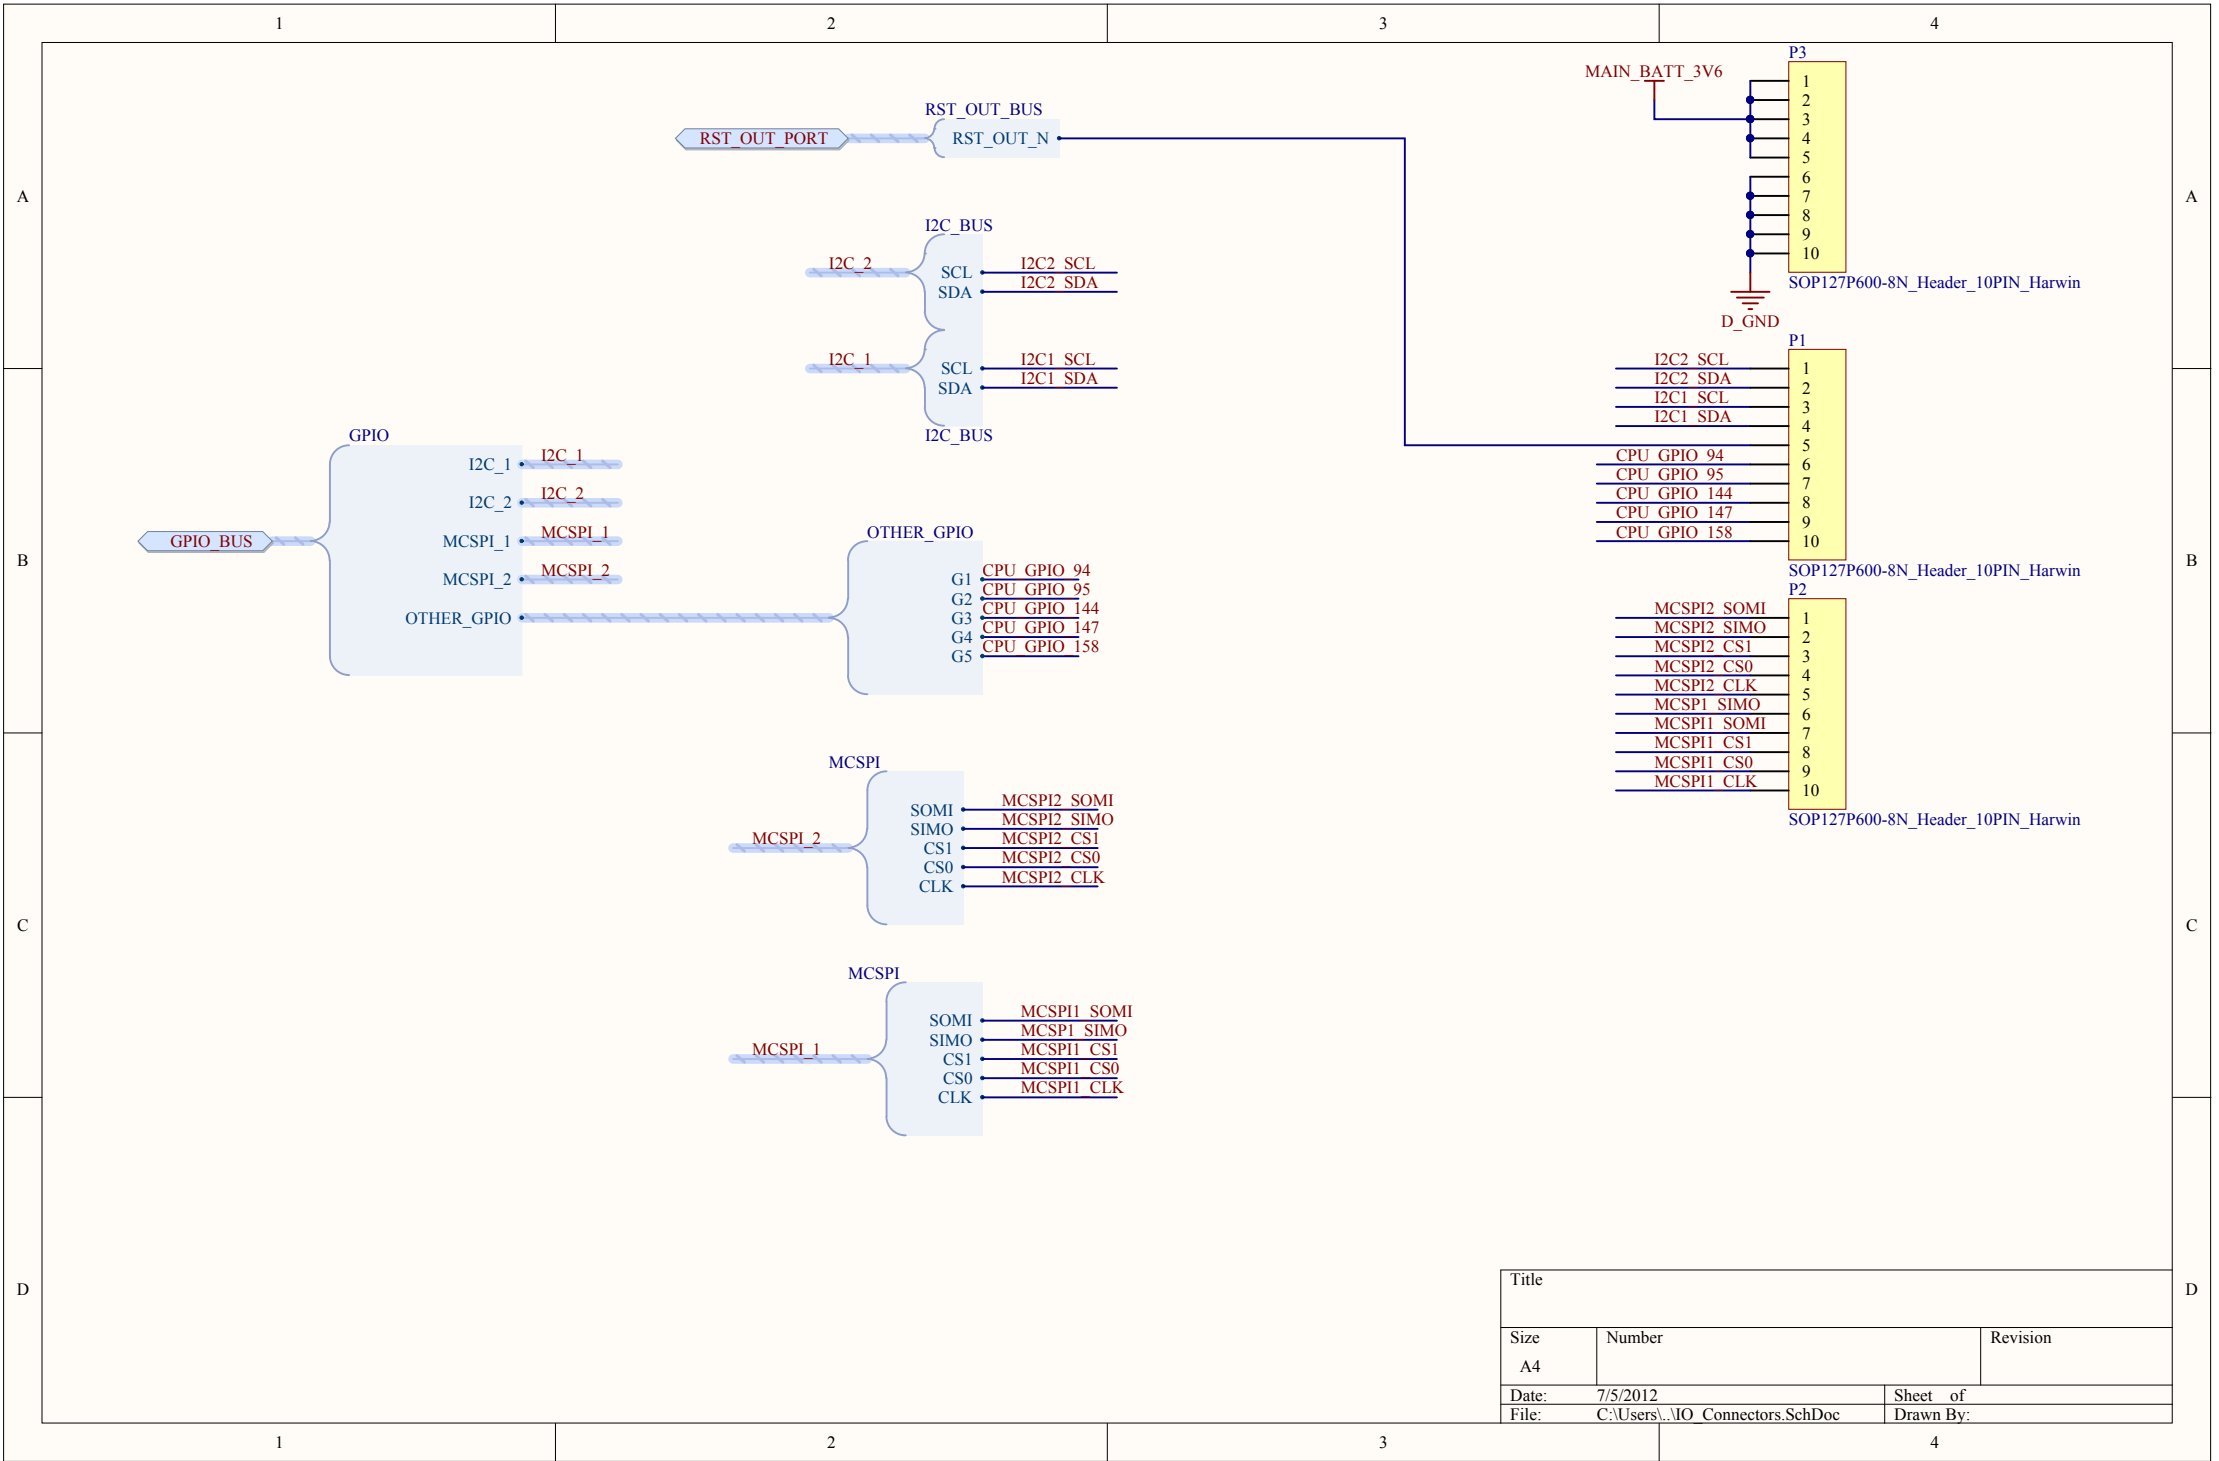 1 2 3 4
A
B
C
D
A
B
C
D
RST_OUT_PORT
RST_OUT_BUS
RST_OUT_N
I2C_BUS
I2C_2
SCL I2C2_SCL
SDA I2C2_SDA
I2C_1
SCL I2C1_SCL
SDA I2C1_SDA
I2C_BUS
GPIO
GPIO_BUS
I2C_1 I2C_1
I2C_2 I2C_2
MCSPI_1 MCSPI_1
MCSPI_2 MCSPI_2
OTHER_GPIO
OTHER_GPIO
G1 CPU_GPIO_94
G2 CPU_GPIO_95
G3 CPU_GPIO_144
G4 CPU_GPIO_147
G5 CPU_GPIO_158
MCSPI
MCSPI_2
SOMI MCSPI2_SOMI
SIMO MCSPI2_SIMO
CS1 MCSPI2_CS1
CS0 MCSPI2_CS0
CLK MCSPI2_CLK
MCSPI
MCSPI_1
SOMI MCSPI1_SOMI
SIMO MCSP1_SIMO
CS1 MCSPI1_CS1
CS0 MCSPI1_CS0
CLK MCSPI1_CLK
P3
MAIN_BATT_3V6
1
2
3
4
5
6
7
8
9
10
SOP127P600-8N_Header_10PIN_Harwin
D_GND
P1
I2C2_SCL 1
I2C2_SDA 2
I2C1_SCL 3
I2C1_SDA 4
5
CPU_GPIO_94 6
CPU_GPIO_95 7
CPU_GPIO_144 8
CPU_GPIO_147 9
CPU_GPIO_158 10
SOP127P600-8N_Header_10PIN_Harwin
P2
MCSPI2_SOMI 1
MCSPI2_SIMO 2
MCSPI2_CS1 3
MCSPI2_CS0 4
MCSPI2_CLK 5
MCSP1_SIMO 6
MCSPI1_SOMI 7
MCSPI1_CS1 8
MCSPI1_CS0 9
MCSPI1_CLK 10
SOP127P600-8N_Header_10PIN_Harwin
Title
Size Number Revision
A4
Date: 7/5/2012 Sheet of
File: C:\Users\..\IO_Connectors.SchDoc Drawn By:
1 2 3 4